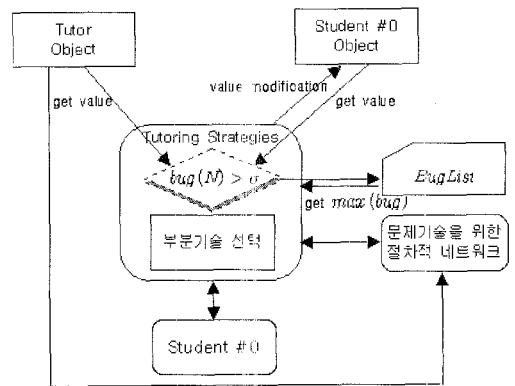 Tutor
Object
Student #0
Object
value modification
get value
get value
Tutoring Strategies
bug(N) > σ
BugList
get max(bug)
부분기술 선택
문제기술을 위한
절차적 네트워크
Student #0